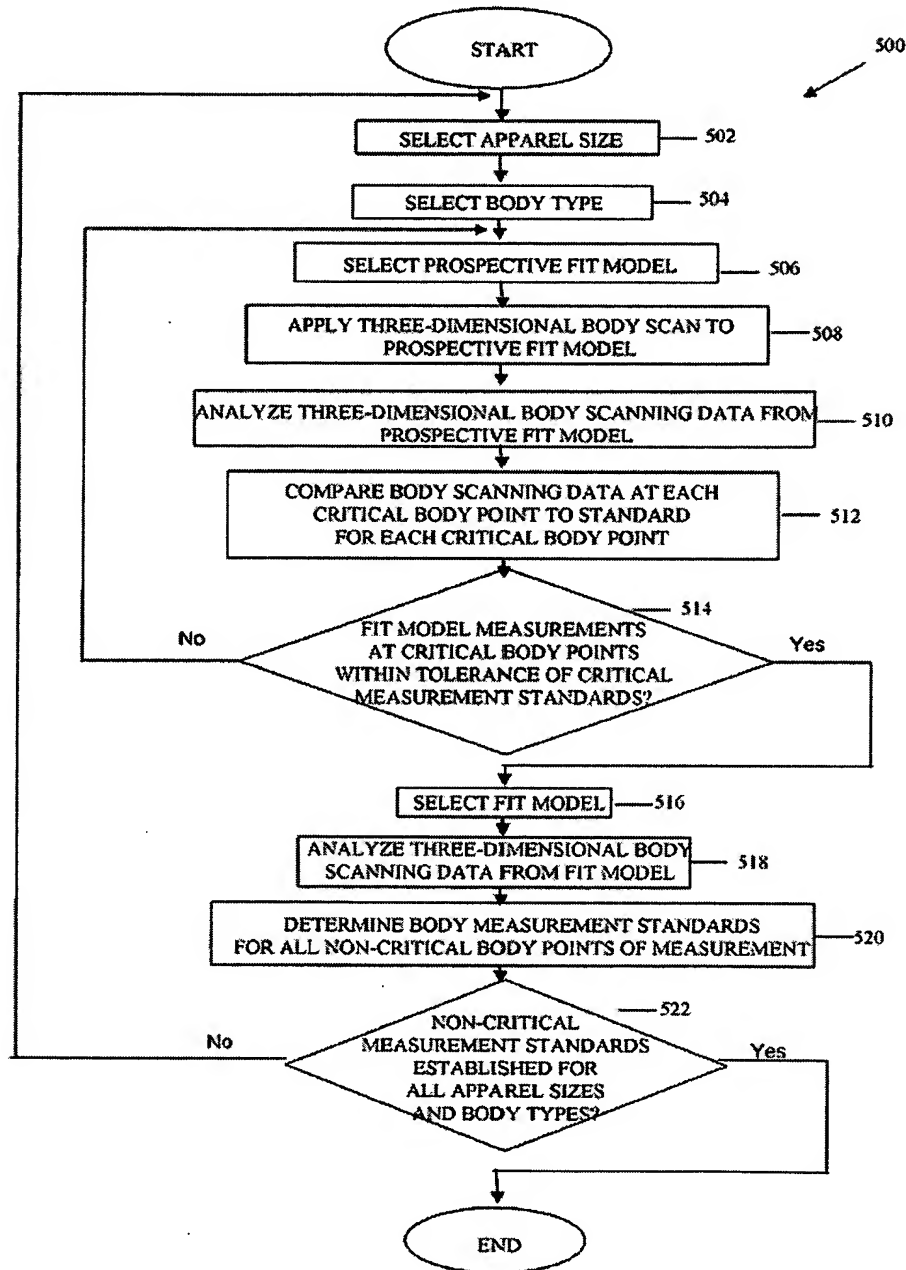 START
500
SELECT APPAREL SIZE
502
SELECT BODY TYPE
504
SELECT PROSPECTIVE FIT MODEL
506
APPLY THREE-DIMENSIONAL BODY SCAN TO
PROSPECTIVE FIT MODEL
508
ANALYZE THREE-DIMENSIONAL BODY SCANNING DATA FROM
PROSPECTIVE FIT MODEL
510
COMPARE BODY SCANNING DATA AT EACH
CRITICAL BODY POINT TO STANDARD
FOR EACH CRITICAL BODY POINT
512
514
No
FIT MODEL MEASUREMENTS
AT CRITICAL BODY POINTS
WITHIN TOLERANCE OF CRITICAL
MEASUREMENT STANDARDS?
Yes
SELECT FIT MODEL
516
ANALYZE THREE-DIMENSIONAL BODY
SCANNING DATA FROM FIT MODEL
518
DETERMINE BODY MEASUREMENT STANDARDS
FOR ALL NON-CRITICAL BODY POINTS OF MEASUREMENT
520
522
No
NON-CRITICAL
MEASUREMENT STANDARDS
ESTABLISHED FOR
ALL APPAREL SIZES
AND BODY TYPES?
Yes
END